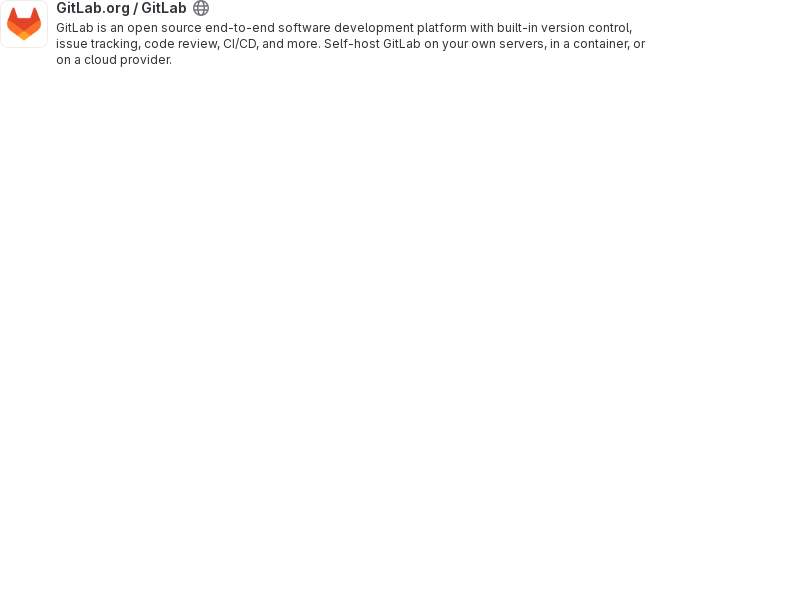 GitLab.org / GitLab
GitLab is an open source end-to-end software development platform with built-in version control,
issue tracking, code review, CI/CD, and more. Self-host GitLab on your own servers, in a container, or
on a cloud provider.